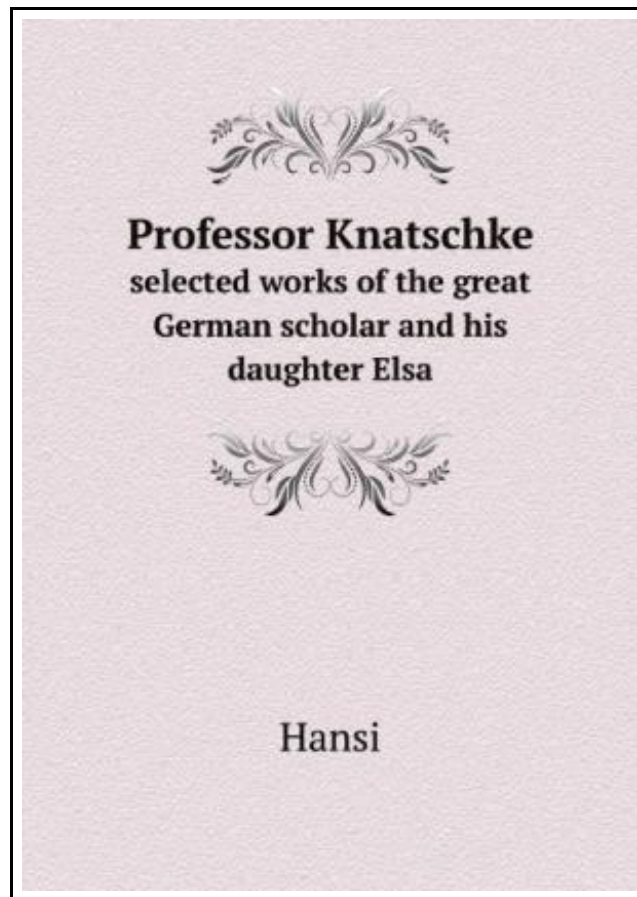 Professor Knatschke
selected works of the great
German scholar and his
daughter Elsa
Hansi